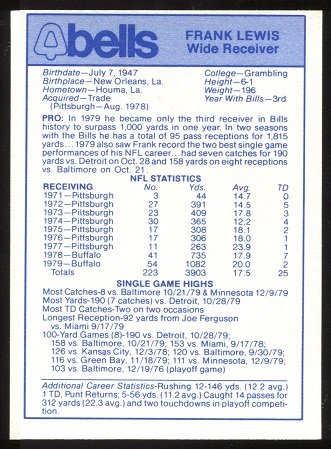 bells
FRANK LEWIS
Wide Receiver
Birthdate—July 7, 1947
College—Grambling
Birthplace—New Orleans, La.
Height—6-1
Hometown—Houma, La.
Weight—196
Acquired—Trade
Year With Bills—3rd
(Pittsburgh—Aug. 1978)
PRO: In 1979 he became only the third receiver in Bills
history to surpass 1,000 yards in one year. In two seasons
with the Bills he has a total of 95 pass receptions for 1,815
yards...1979 also saw Frank record the two best single game
performances of his NFL career...had seven catches for 190
yards vs. Detroit on Oct. 28 and 158 yards on eight receptions
vs. Baltimore on Oct. 21.
NFL STATISTICS
RECEIVING No. Yds. Avg. TD
1971—Pittsburgh 3 44 14.7 0
1972—Pittsburgh 27 391 14.5 5
1973—Pittsburgh 23 409 17.8 3
1974—Pittsburgh 30 365 12.2 4
1975—Pittsburgh 17 308 18.1 2
1976—Pittsburgh 17 306 18.0 1
1977—Pittsburgh 11 263 23.9 1
1978—Buffalo 41 735 17.9 7
1979—Buffalo 54 1082 20.0 2
Totals 223 3903 17.5 25
SINGLE GAME HIGHS
Most Catches-8 vs. Baltimore 10/21/79 & Minnesota 12/9/79
Most Yards-190 (7 catches) vs. Detroit, 10/28/79
Most TD Catches-Two on two occasions
Longest Reception-92 yards from Joe Ferguson
vs. Miami 9/17/79
100-Yard Games (8)-190 vs. Detroit, 10/28/79;
158 vs. Baltimore, 10/21/79; 153 vs. Miami, 9/17/78;
126 vs. Kansas City, 12/3/78; 120 vs. Baltimore, 9/30/79;
116 vs. Green Bay, 11/18/79; 111 vs. Minnesota, 12/9/79;
103 vs. Baltimore, 12/19/76 (playoff game)
Additional Career Statistics-Rushing 12-146 yds. (12.2 avg.)
1 TD, Punt Returns; 5-56 yds. (11.2 avg.) Caught 14 passes for
312 yards (22.3 avg.) and two touchdowns in playoff competi-
tion.